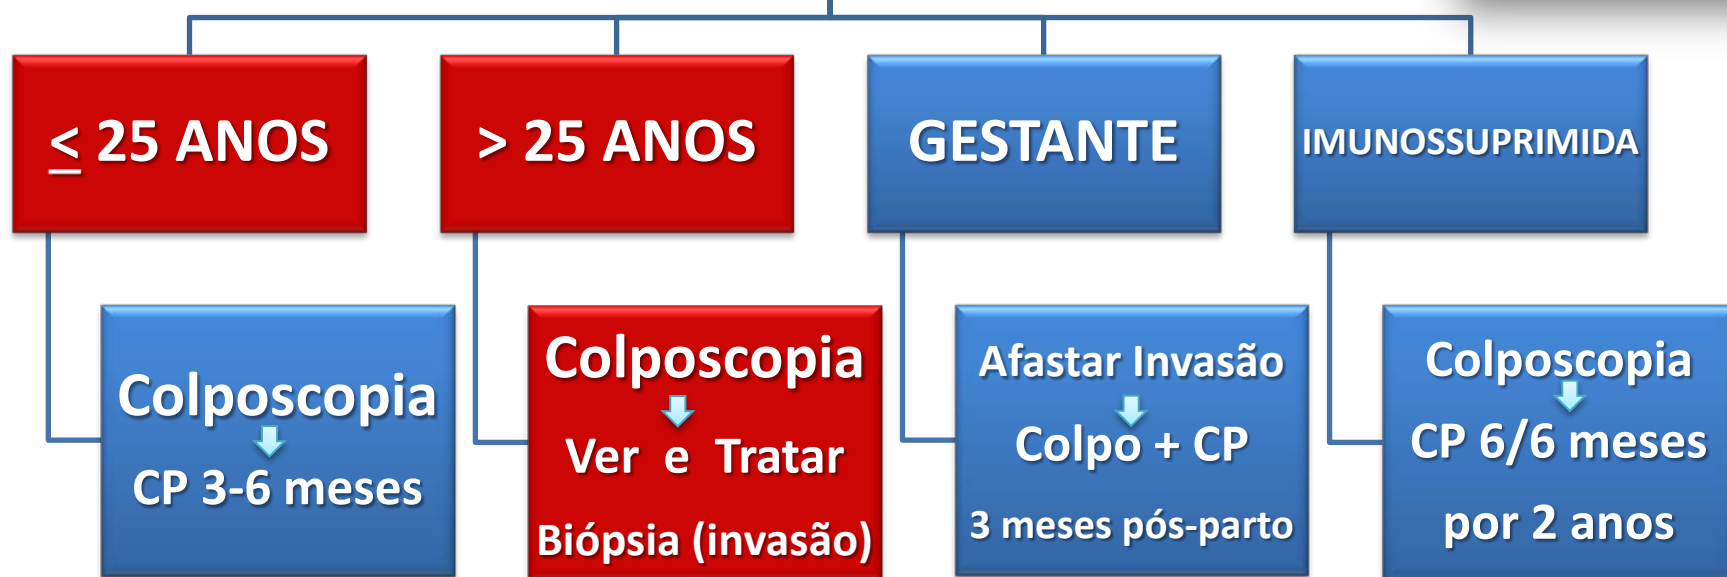 ≤ 25 ANOS
> 25 ANOS
GESTANTE
IMUNOSSUPRIMIDA
Colposcopia
CP 3-6 meses
Colposcopia
Ver e Tratar
Biópsia (invasão)
Afastar Invasão
Colpo + CP
3 meses pós-parto
Colposcopia
CP 6/6 meses
por 2 anos